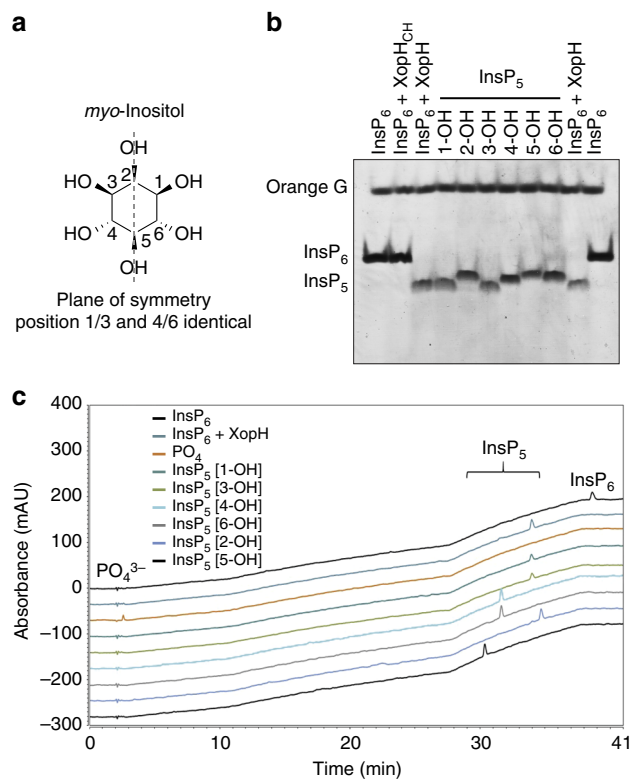 a
myo-Inositol
OH
HO 3 2 1 OH
HO 4 5 6 OH
OH
Plane of symmetry
position 1/3 and 4/6 identical
b
InsP6
InsP6 + XopHCH
InsP6 + XopH
InsP5
1-OH
2-OH
3-OH
4-OH
5-OH
6-OH
InsP6 + XopH
InsP6
Orange G
InsP6
InsP5
c
400
300
200
100
0
–100
–200
–300
Absorbance (mAU)
InsP6
InsP6 + XopH
PO4
InsP5 [1-OH]
InsP5 [3-OH]
InsP5 [4-OH]
InsP5 [6-OH]
InsP5 [2-OH]
InsP5 [5-OH]
PO4 3–
InsP5
InsP6
0 10 20 30 41
Time (min)